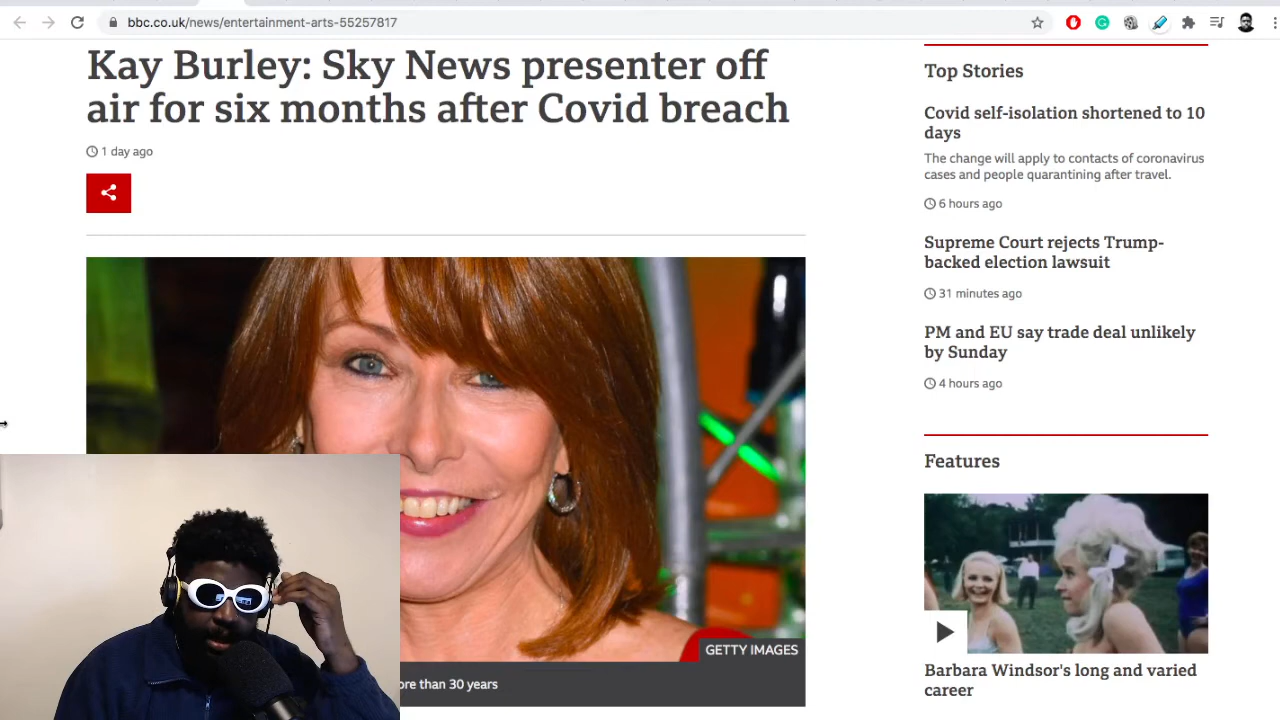 bbc.co.uk/news/entertainment-arts-55257817
Kay Burley: Sky News presenter off
air for six months after Covid breach
1 day ago
GETTY IMAGES
ore than 30 years
Top Stories
Covid self-isolation shortened to 10
days
The change will apply to contacts of coronavirus
cases and people quarantining after travel.
6 hours ago
Supreme Court rejects Trump-
backed election lawsuit
31 minutes ago
PM and EU say trade deal unlikely
by Sunday
4 hours ago
Features
Barbara Windsor's long and varied
career